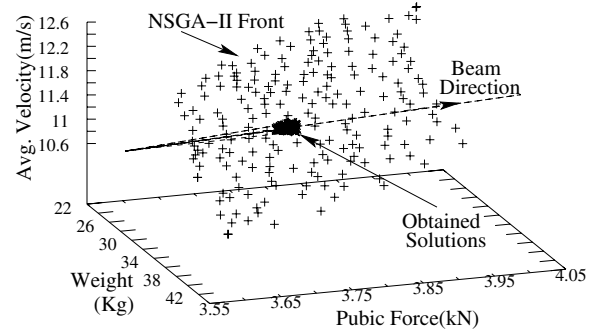 NSGA−II Front
Avg. Velocity(m/s)
12.6
12.2
11.8
11.4
11
10.6
Beam
Direction
Obtained
Solutions
22
26
30
34
38
42
Weight
(Kg)
3.55
3.65
3.75
3.85
3.95
4.05
Pubic Force(kN)